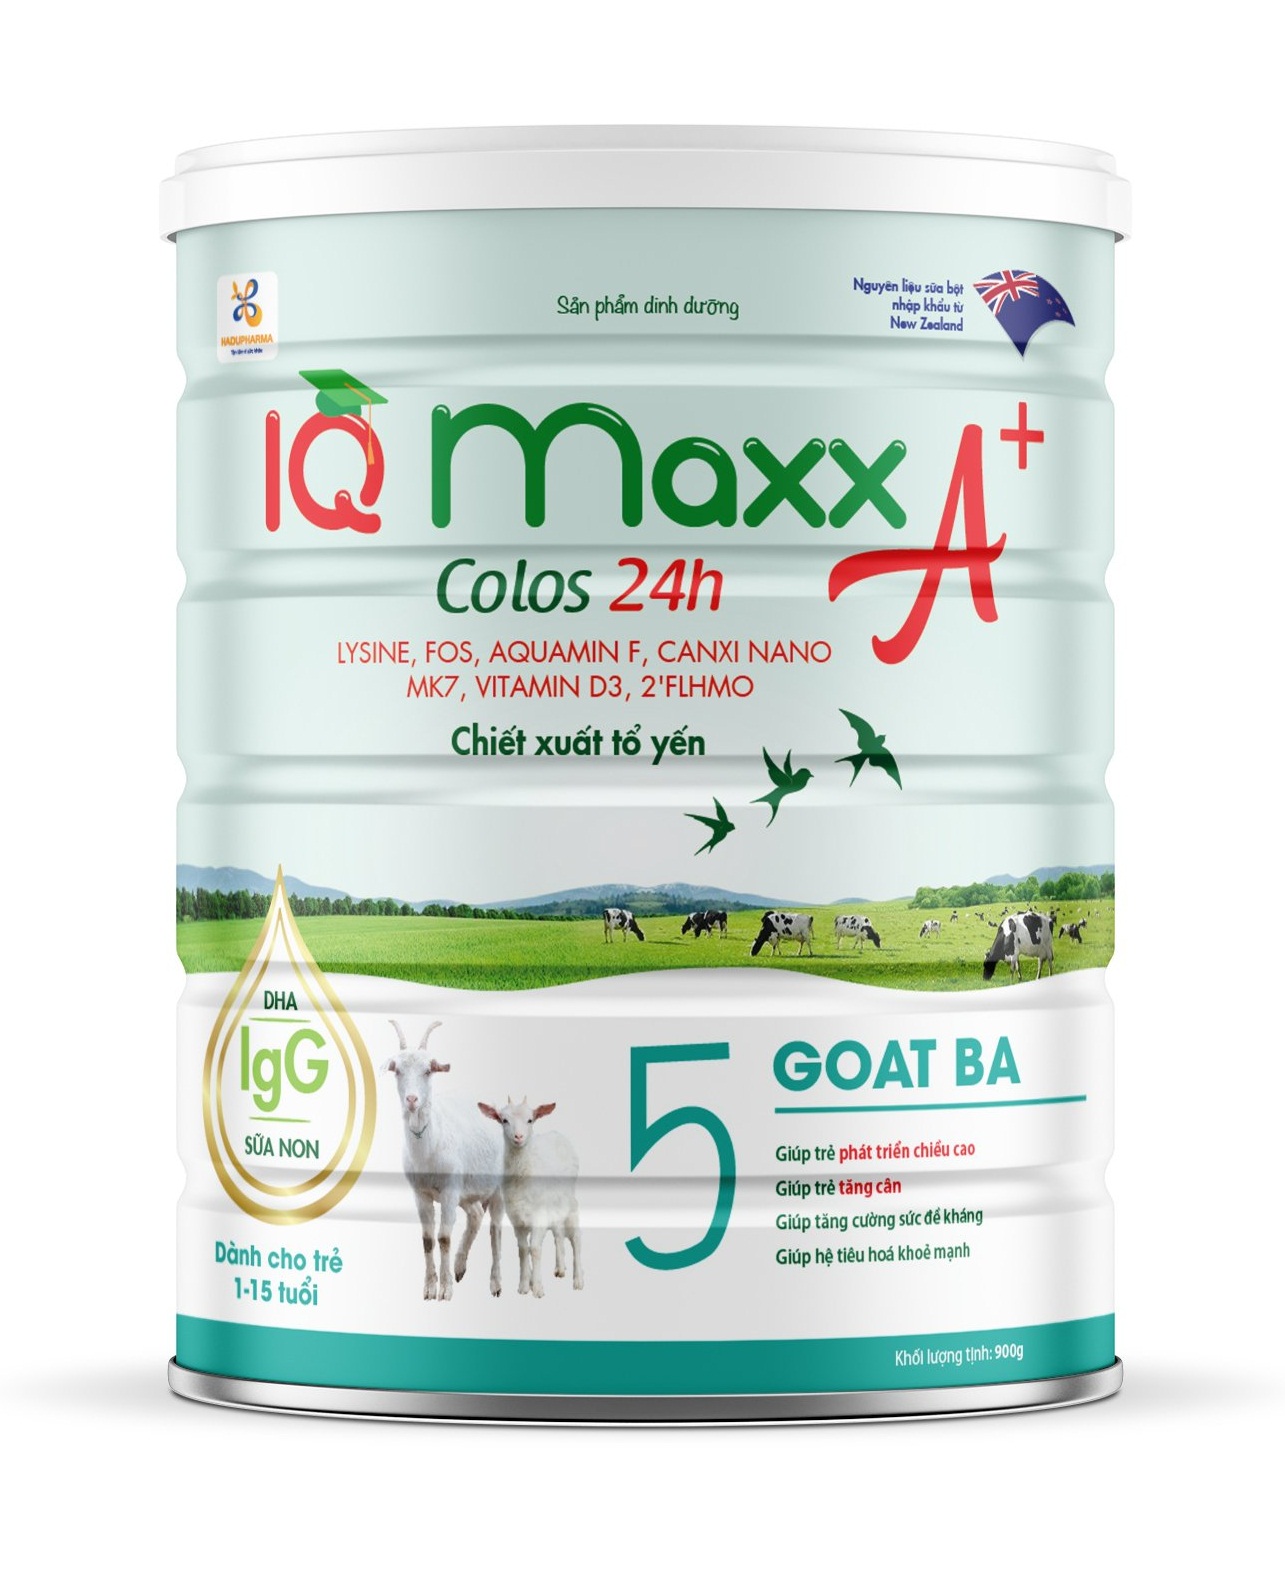 HADUPHARMA
Sản phẩm dinh dưỡng
Nguyên liệu sữa bột
nhập khẩu từ
New Zealand
IQ Maxx A+
Colos 24h
LYSINE, FOS, AQUAMIN F, CANXI NANO
MK7, VITAMIN D3, 2'FLHMO
Chiết xuất tổ yến
DHA
IgG
SỮA NON
Dành cho trẻ
1-15 tuổi
5
GOAT BA
Giúp trẻ phát triển chiều cao
Giúp trẻ tăng cân
Giúp tăng cường sức đề kháng
Giúp hệ tiêu hoá khoẻ mạnh
Khối lượng tịnh: 900g